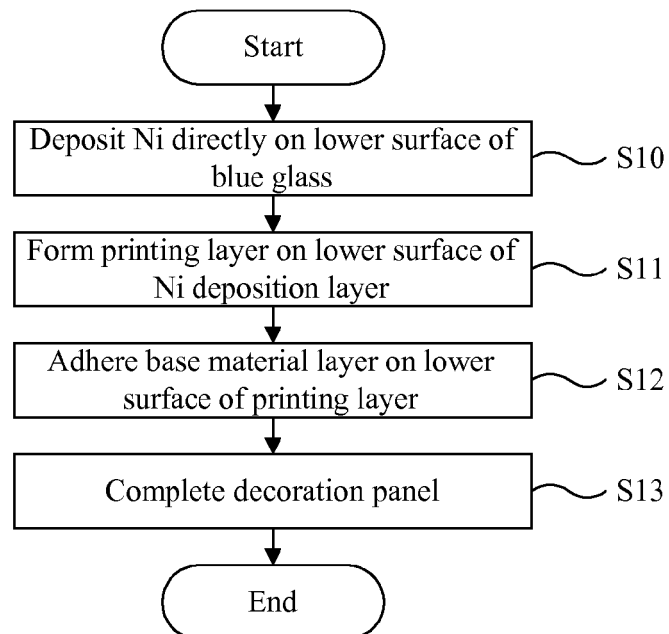 Start
Deposit Ni directly on lower surface of
blue glass
S10
Form printing layer on lower surface of
Ni deposition layer
S11
Adhere base material layer on lower
surface of printing layer
S12
Complete decoration panel
S13
End